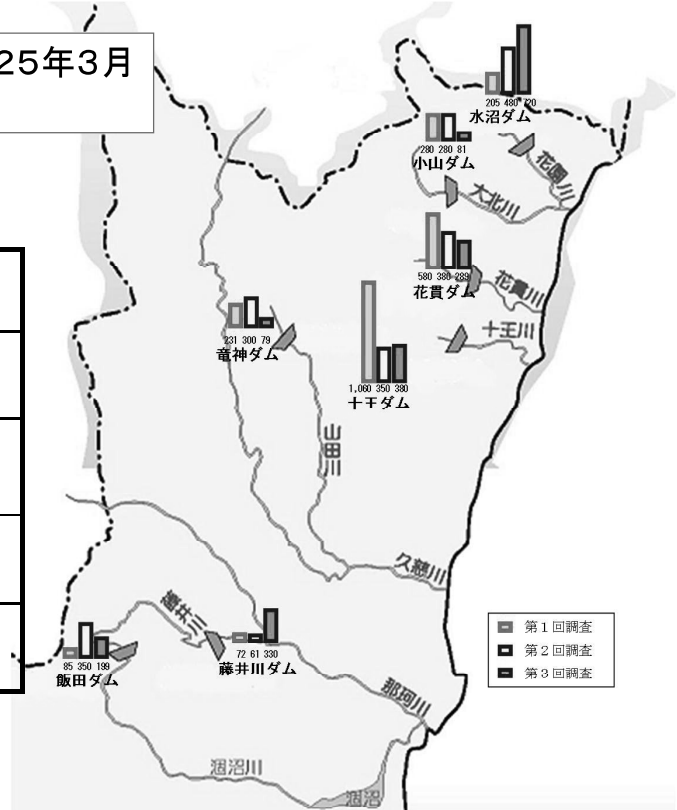 25年3月
205 480 720
水沼ダム
280 280 81
小山ダム
花園川
大北川
580 380 289
花貫ダム
花貫川
十王川
231 300 79
竜神ダム
1,060 350 380
十王ダム
山田川
久慈川
藤井川
72 61 330
藤井川ダム
85 350 199
飯田ダム
那珂川
涸沼川
涸沼
第1回調査
第2回調査
第3回調査